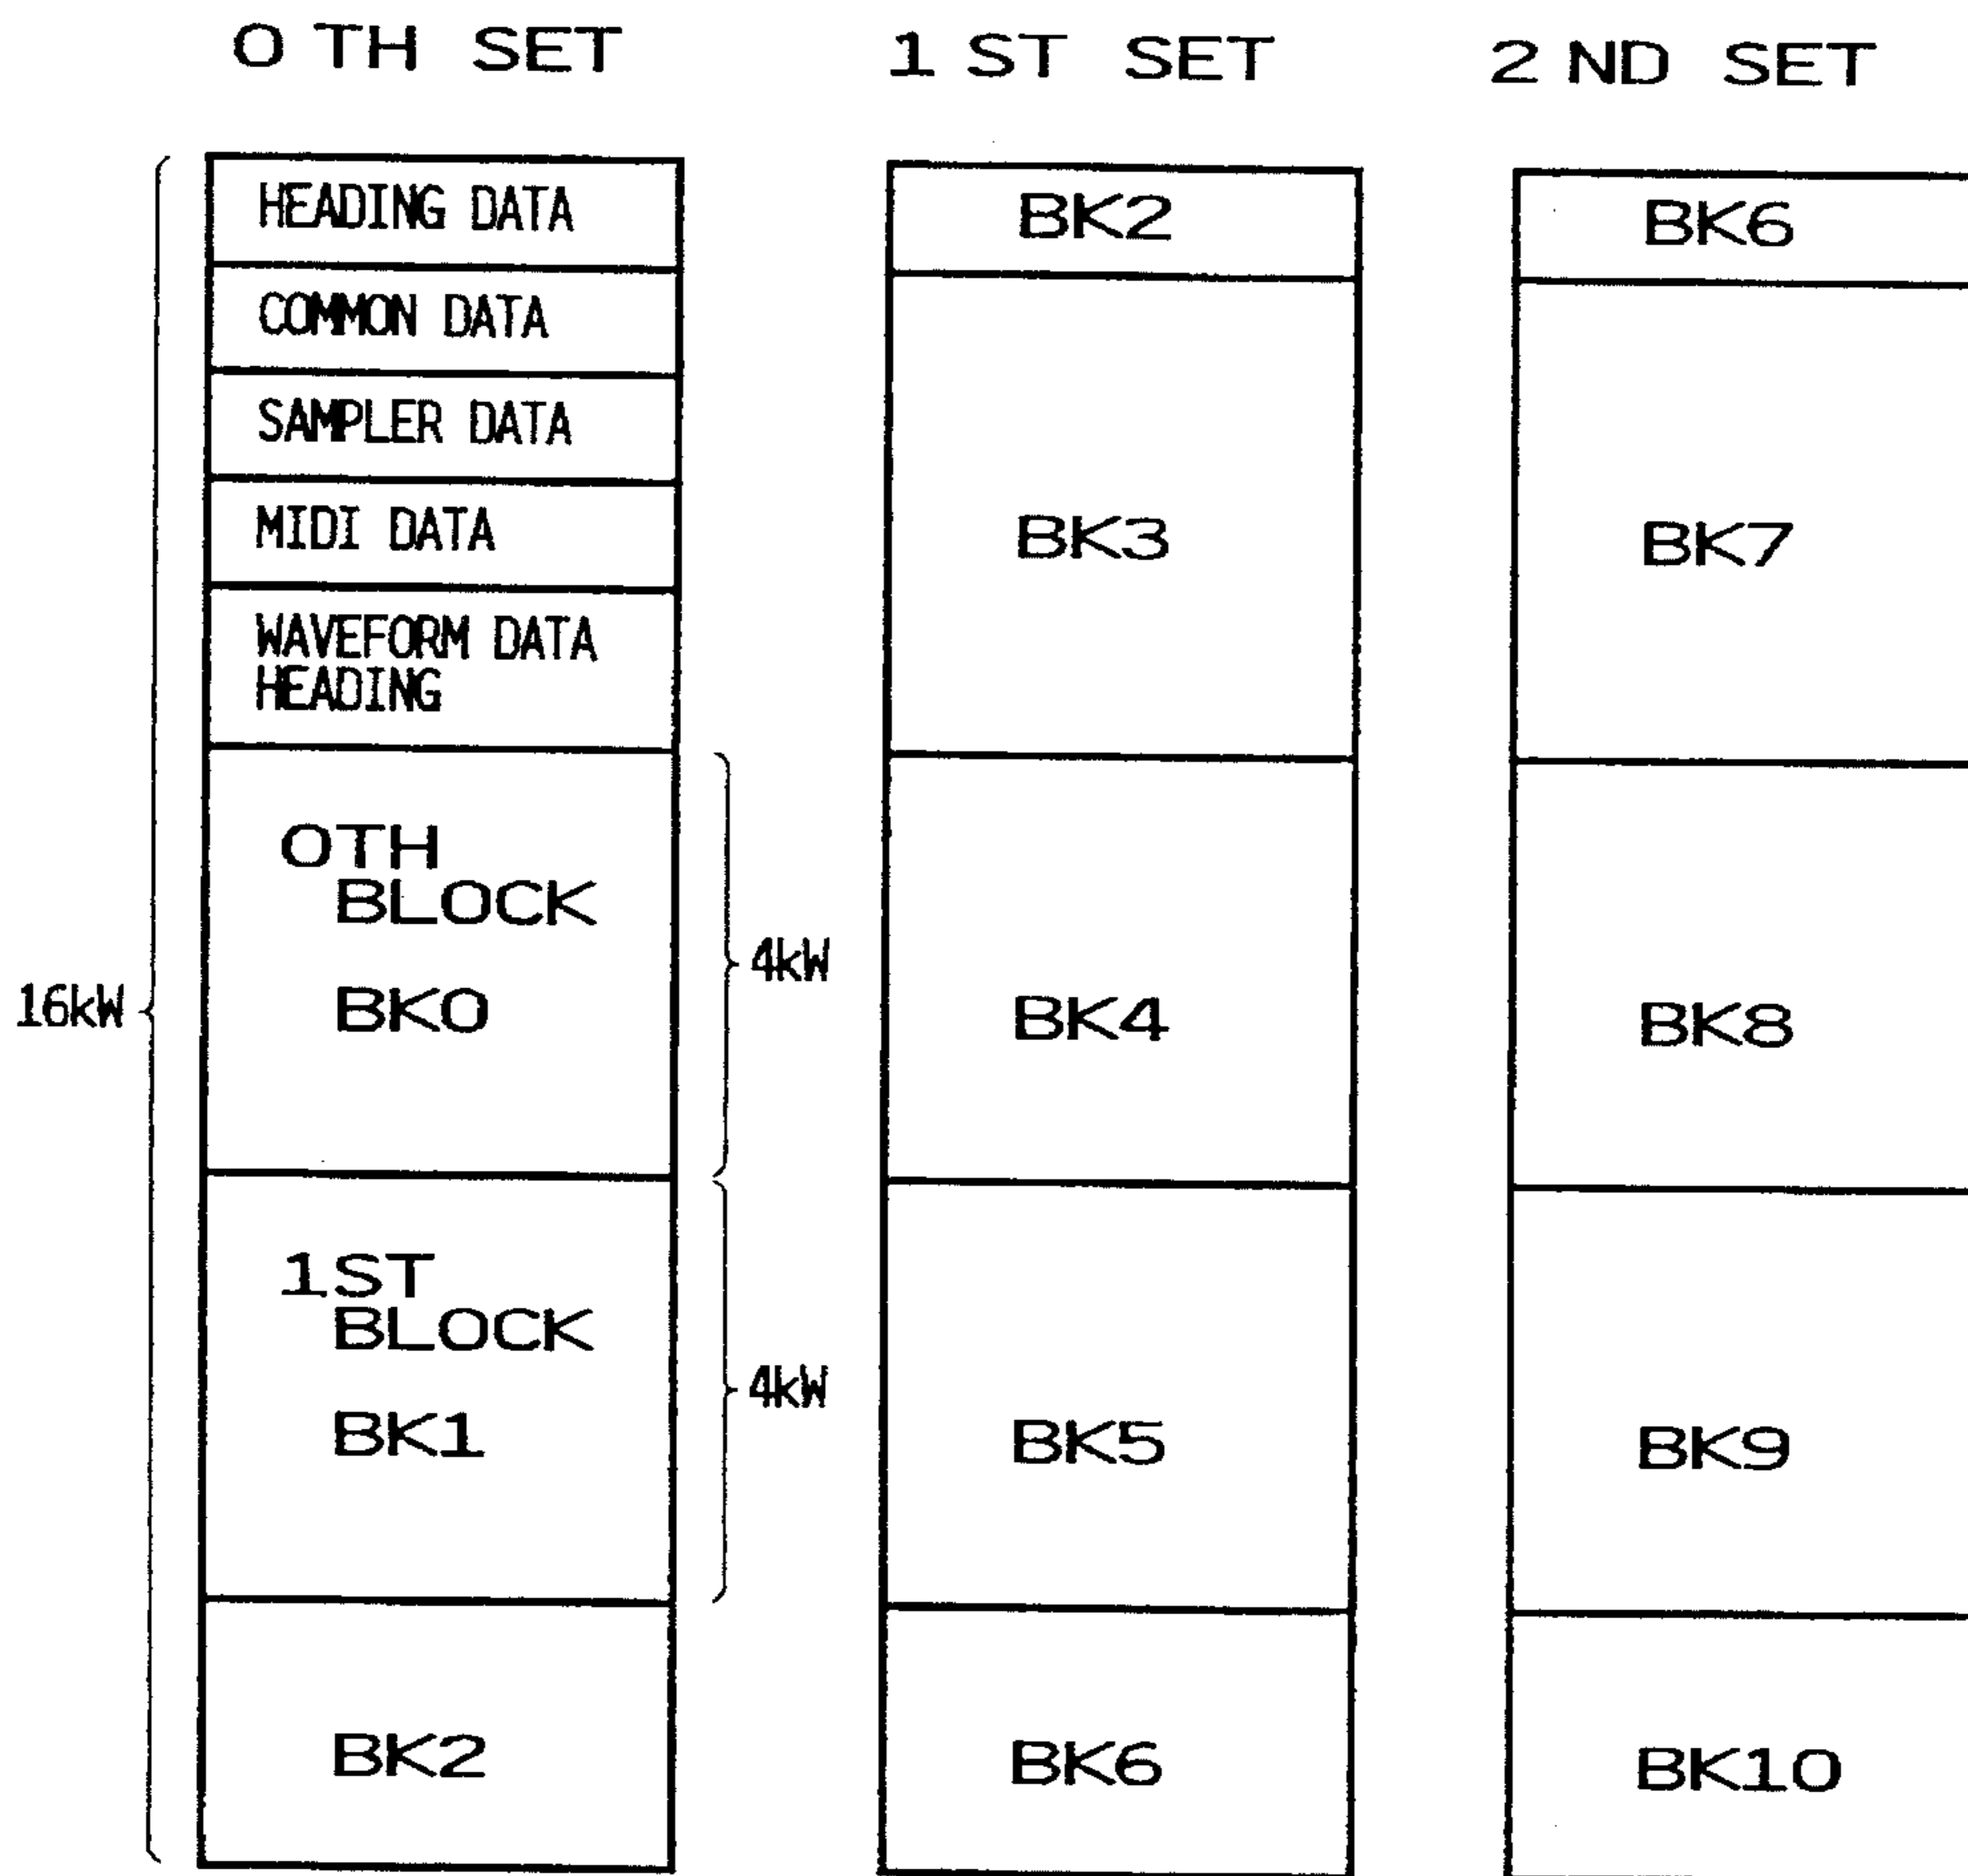 0 TH SET
1 ST SET
2 ND SET
HEADING DATA
COMMON DATA
SAMPLER DATA
MIDI DATA
WAVEFORM DATA
HEADING
0TH
BLOCK
BK0
1ST
BLOCK
BK1
BK2
16kW
4kW
4kW
BK2
BK3
BK4
BK5
BK6
BK6
BK7
BK8
BK9
BK10